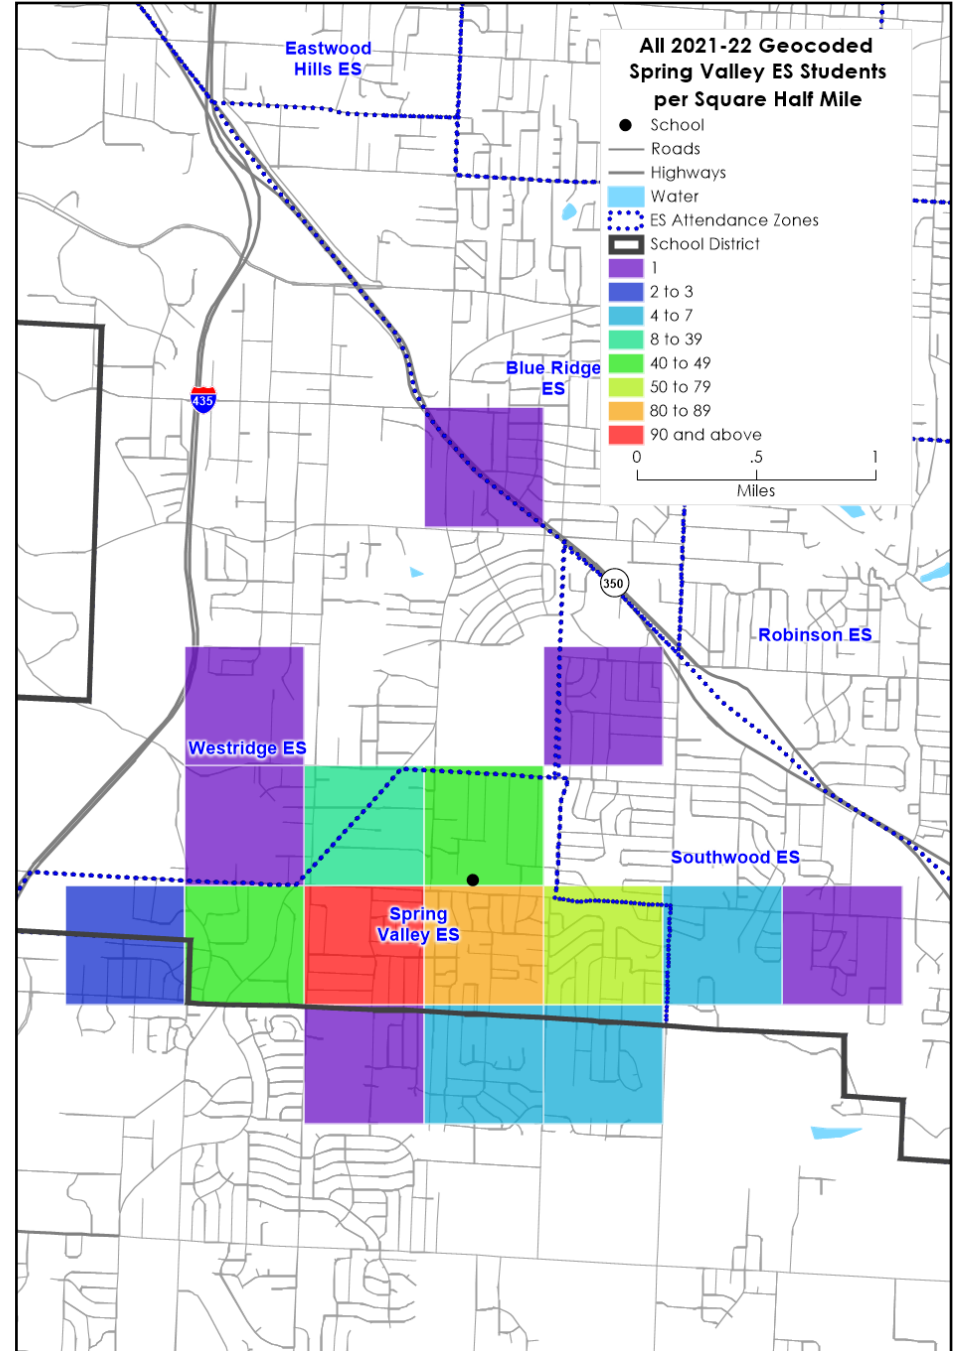 All 2021-22 Geocoded
Spring Valley ES Students
per Square Half Mile
School
Roads
Highways
Water
ES Attendance Zones
School District
1
2 to 3
4 to 7
8 to 39
40 to 49
50 to 79
80 to 89
90 and above
0 .5 1
Miles
Eastwood
Hills ES
Blue Ridge
ES
435
350
Robinson ES
Westridge ES
Southwood ES
Spring
Valley ES